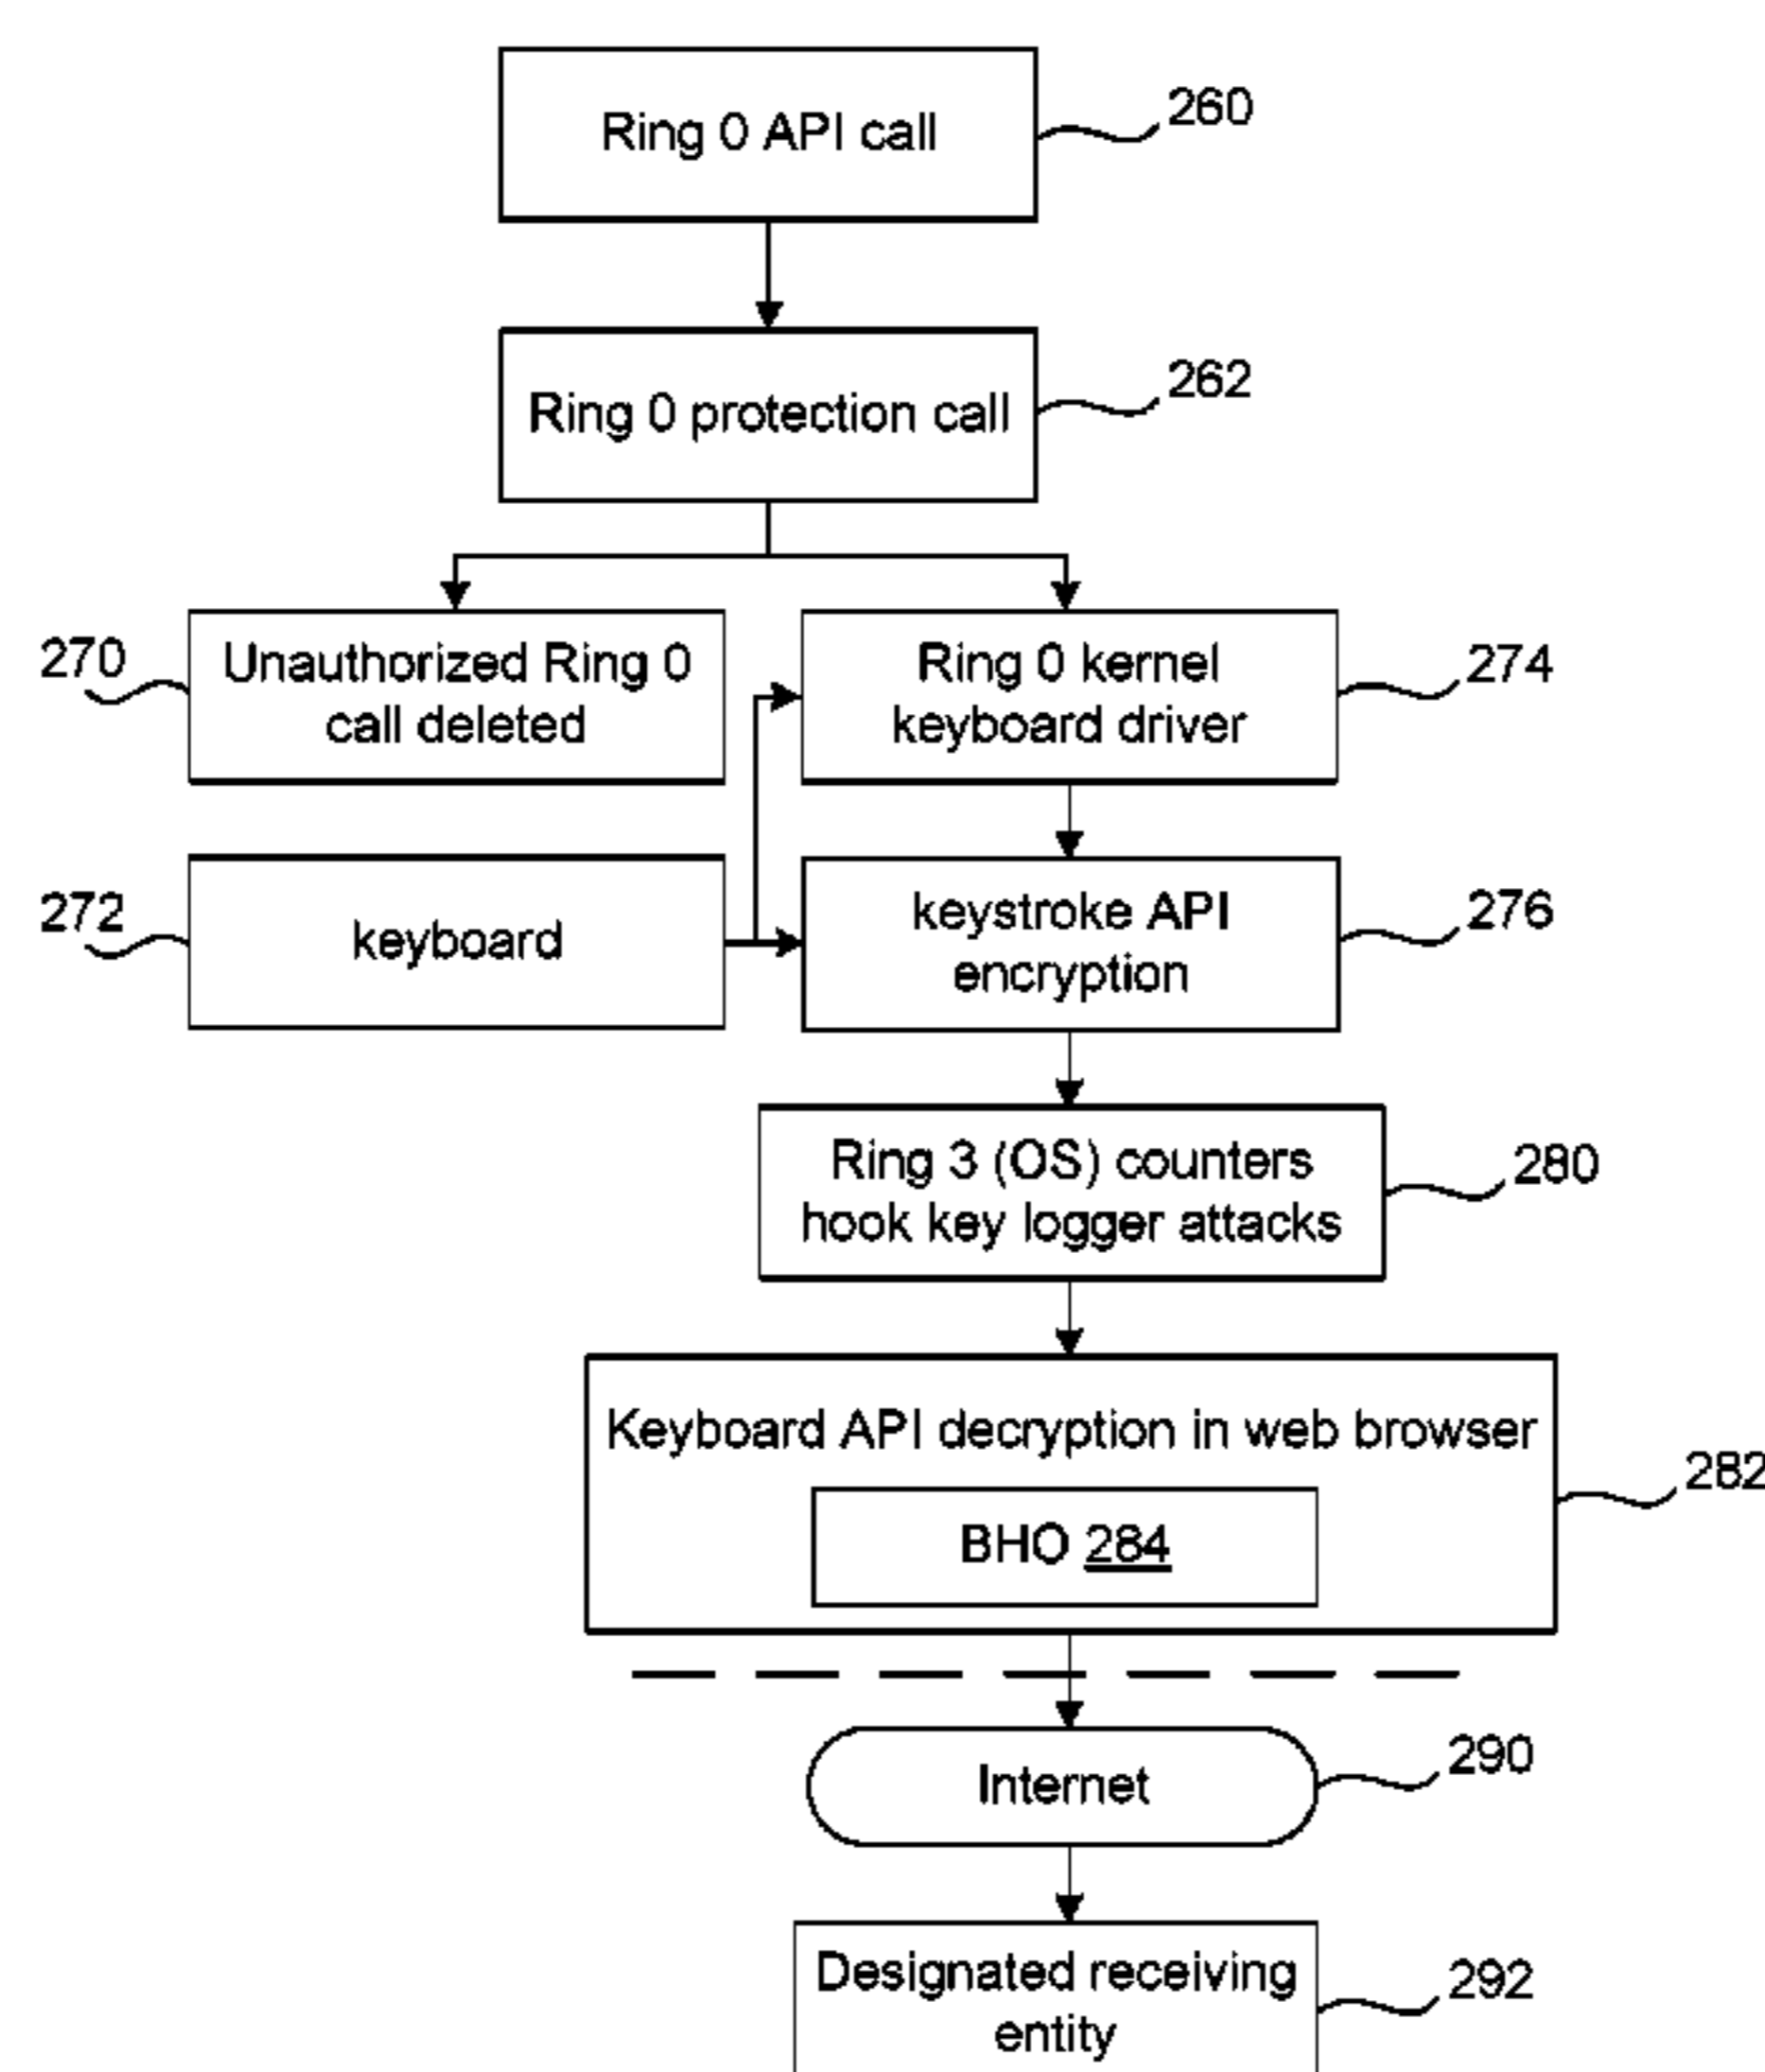 Ring 0 API call
260
Ring 0 protection call
262
270
Unauthorized Ring 0
call deleted
Ring 0 kernel
keyboard driver
274
272
keyboard
keystroke API
encryption
276
Ring 3 (OS) counters
hook key logger attacks
280
Keyboard API decryption in web browser
282
BHO 284
Internet
290
Designated receiving
entity
292